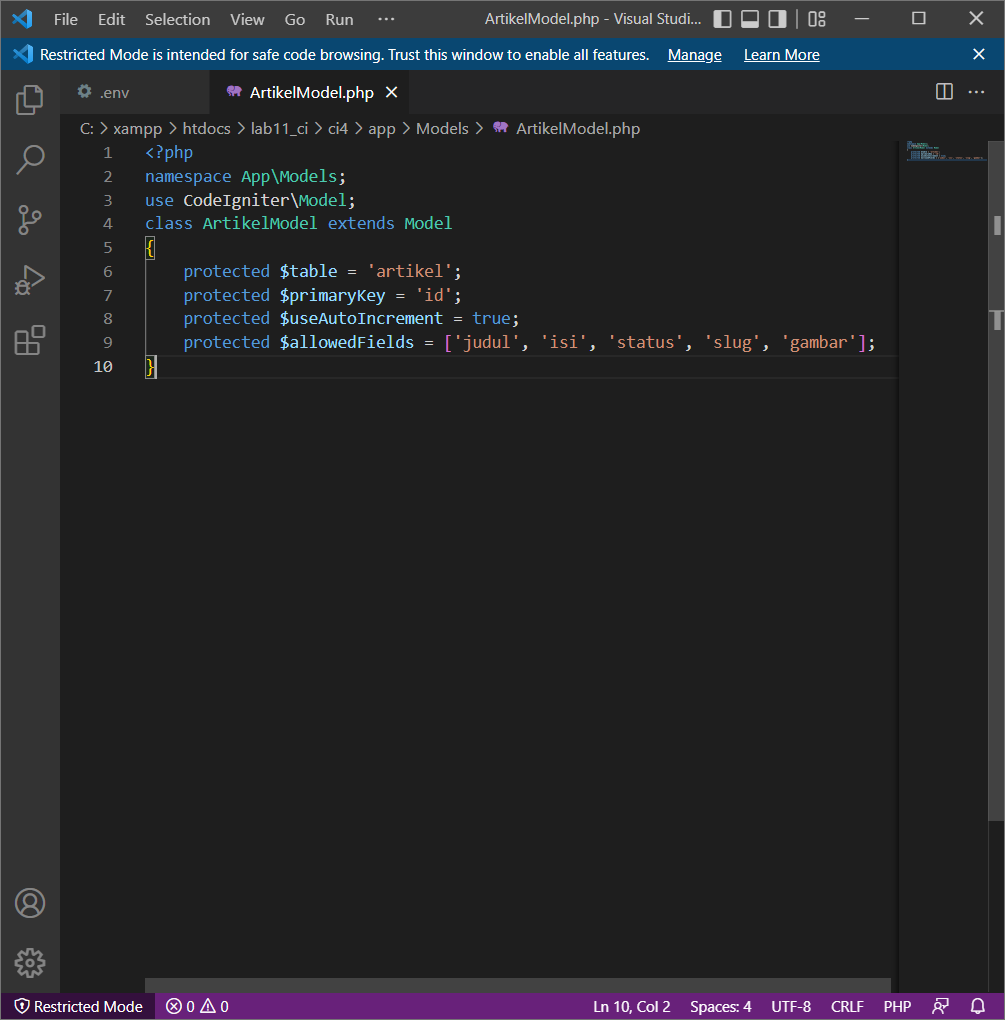 File Edit Selection View Go Run ··· ArtikelModel.php - Visual Studi...
Restricted Mode is intended for safe code browsing. Trust this window to enable all features. Manage Learn More
.env ArtikelModel.php
C: > xampp > htdocs > lab11_ci > ci4 > app > Models > ArtikelModel.php
1 <?php
2 namespace App\Models;
3 use CodeIgniter\Model;
4 class ArtikelModel extends Model
5 {
6     protected $table = 'artikel';
7     protected $primaryKey = 'id';
8     protected $useAutoIncrement = true;
9     protected $allowedFields = ['judul', 'isi', 'status', 'slug', 'gambar'];
10 }
Restricted Mode 0 0 Ln 10, Col 2 Spaces: 4 UTF-8 CRLF PHP